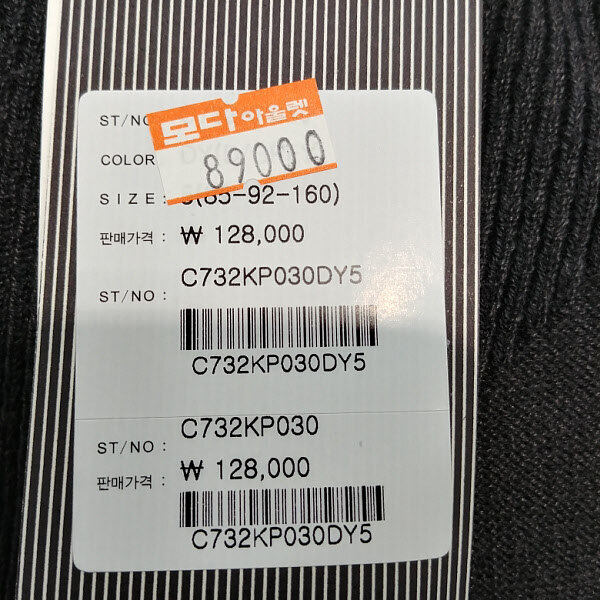 ST/NO
모다아울렛
89000
COLOR
SIZE : 5(85-92-160)
판매가격 : ₩ 128,000
C732KP030DY5
ST/NO :
C732KP030DY5
C732KP030
ST/NO :
판매가격 : ₩ 128,000
C732KP030DY5